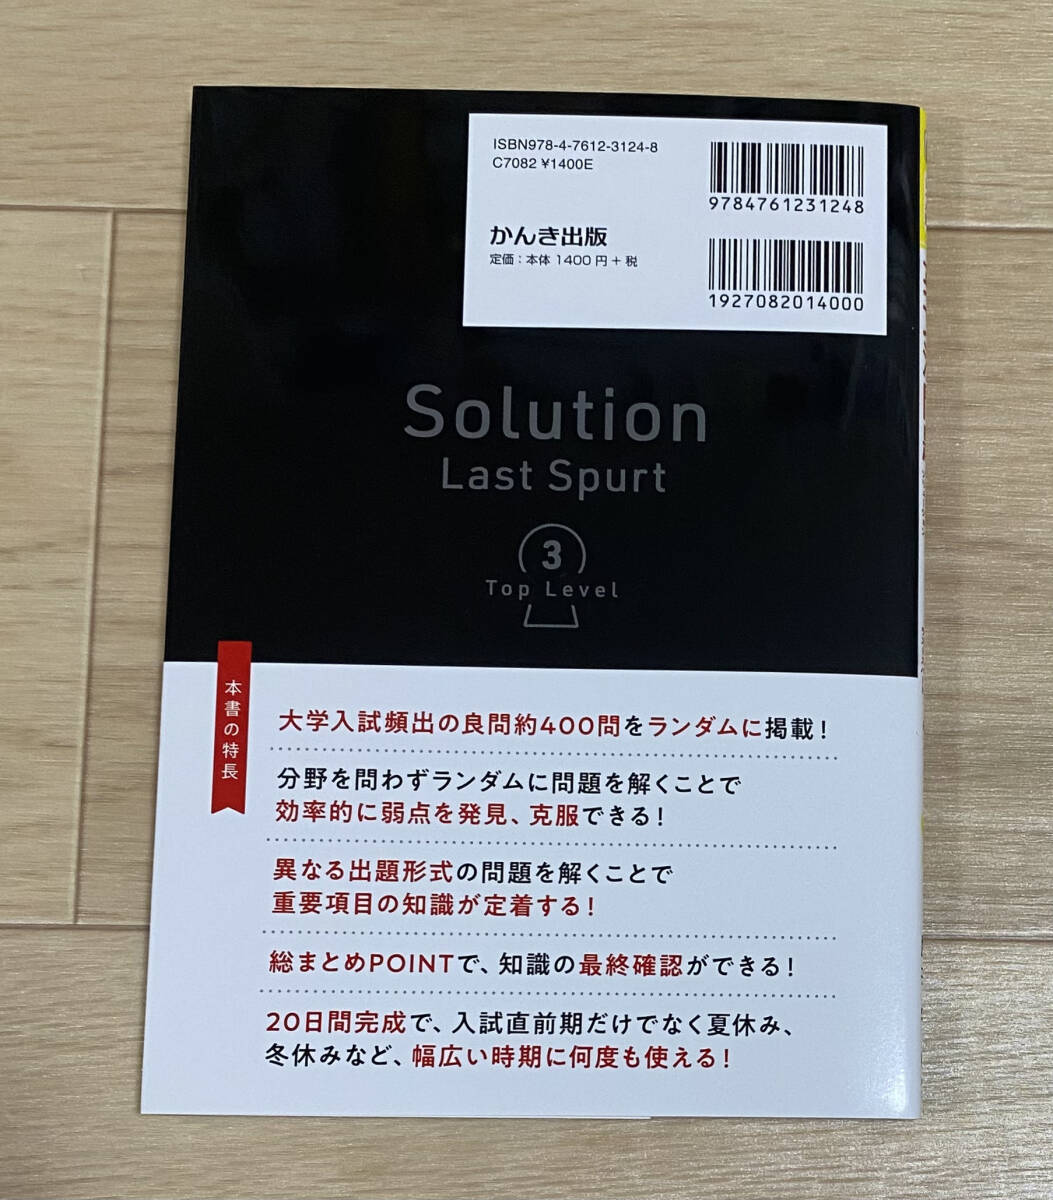 ISBN978-4-7612-3124-8
C7082 ¥1400E
9784761231248
かんき出版
定価：本体 1400 円＋税
1927082014000
Solution
Last Spurt
3
Top Level
本書の特長
大学入試頻出の良問約400問をランダムに掲載！
分野を問わずランダムに問題を解くことで
効率的に弱点を発見、克服できる！
異なる出題形式の問題を解くことで
重要項目の知識が定着する！
総まとめPOINTで、知識の最終確認ができる！
20日間完成で、入試直前期だけでなく夏休み、
冬休みなど、幅広い時期に何度も使える！